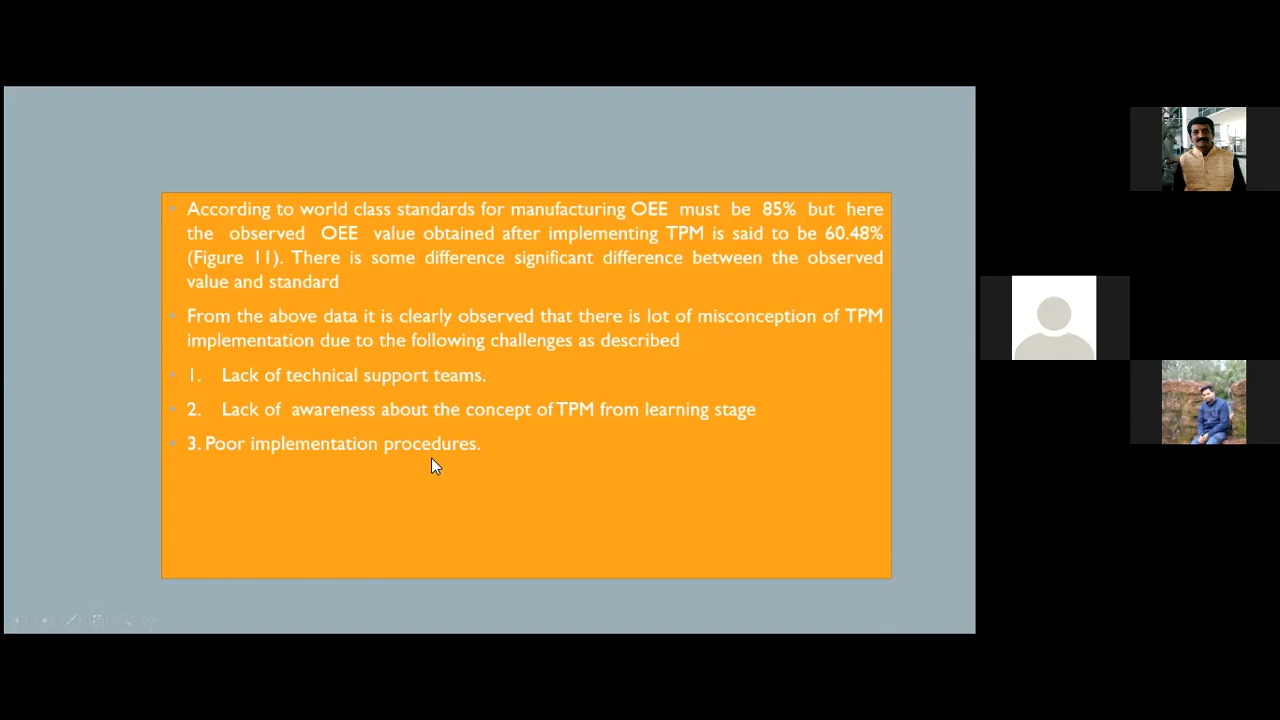 According to world class standards for manufacturing OEE must be 85% but here
the observed OEE value obtained after implementing TPM is said to be 60.48%
(Figure 11). There is some difference significant difference between the observed
value and standard
From the above data it is clearly observed that there is lot of misconception of TPM
implementation due to the following challenges as described
1. Lack of technical support teams.
2. Lack of awareness about the concept of TPM from learning stage
3. Poor implementation procedures.